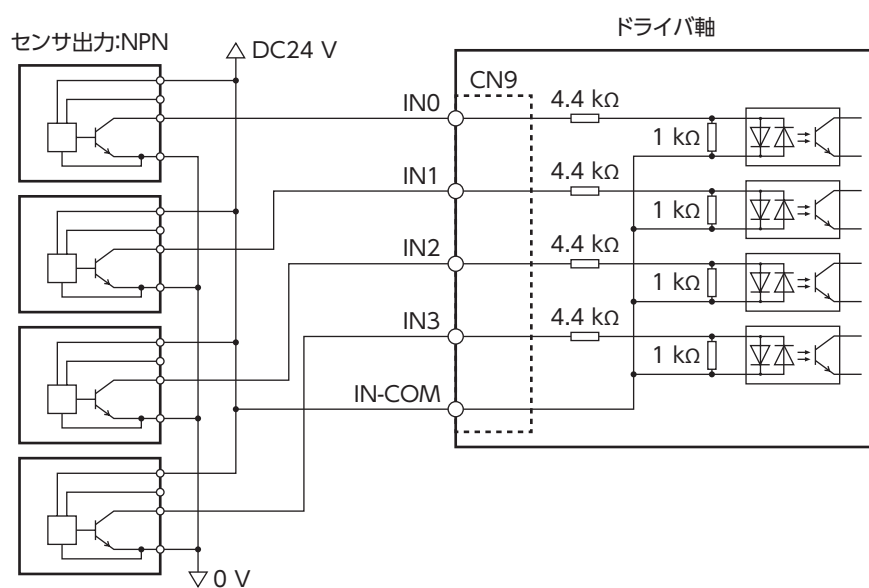 ドライバ軸
センサ出力:NPN
DC24 V
CN9
IN0
4.4 kΩ
1 kΩ
IN1
4.4 kΩ
1 kΩ
IN2
4.4 kΩ
1 kΩ
IN3
4.4 kΩ
1 kΩ
IN-COM
0 V